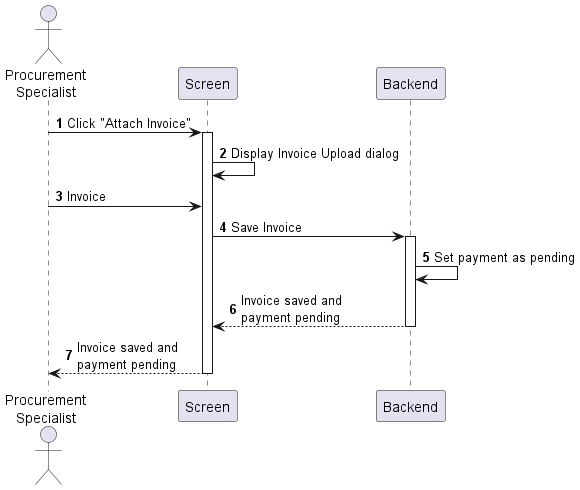 Procurement
Specialist
Screen
Backend
1 Click "Attach Invoice"
2 Display Invoice Upload dialog
3 Invoice
4 Save Invoice
5 Set payment as pending
6 Invoice saved and
payment pending
7 Invoice saved and
payment pending
Procurement
Specialist
Screen
Backend